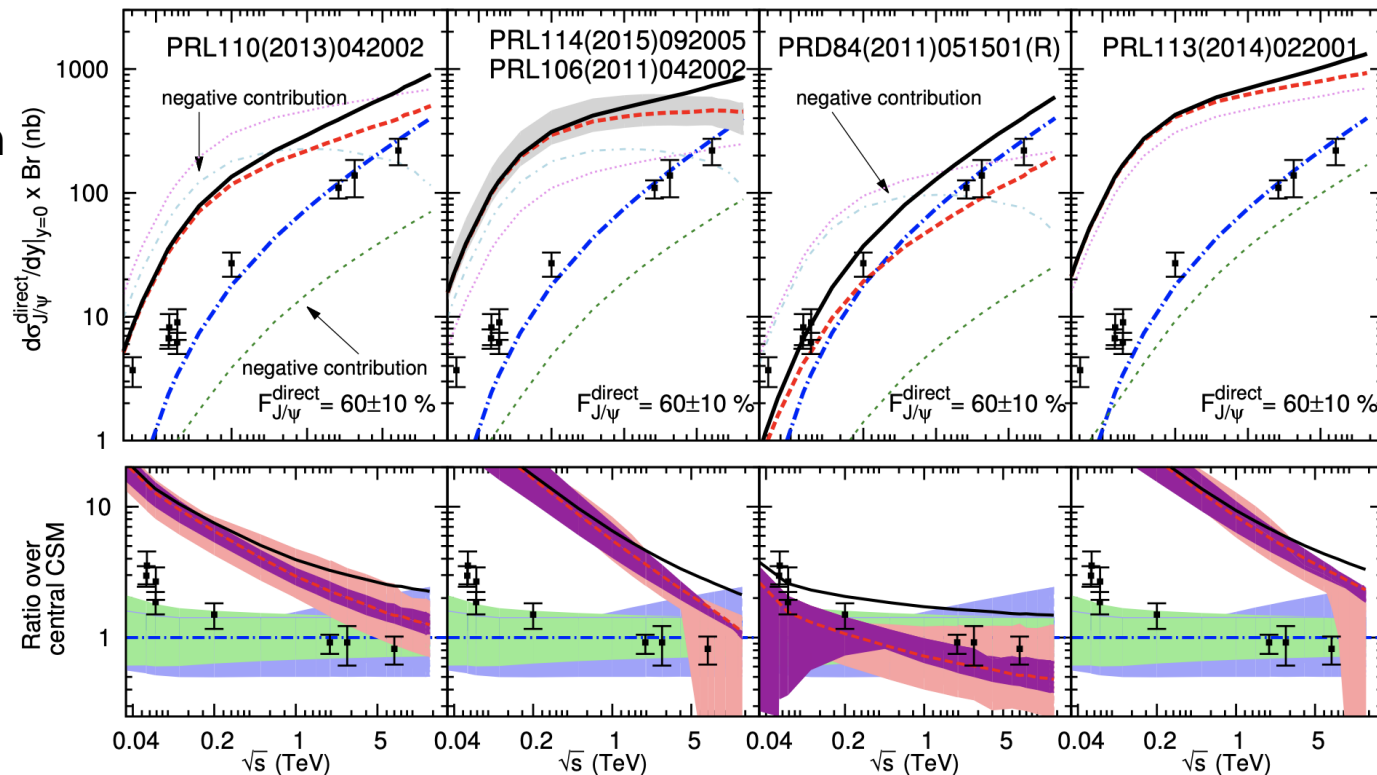 PRL110(2013)042002
PRL114(2015)092005
PRL106(2011)042002
PRD84(2011)051501(R)
PRL113(2014)022001
dσ^direct_J/ψ/dy|y=0 x Br (nb)
1000
100
10
1
negative contribution
negative contribution
F^direct_J/ψ = 60±10 %
F^direct_J/ψ = 60±10 %
negative contribution
F^direct_J/ψ = 60±10 %
F^direct_J/ψ = 60±10 %
Ratio over
central CSM
10
1
0.04 0.2 1 5
√s (TeV)
0.04 0.2 1 5
√s (TeV)
0.04 0.2 1 5
√s (TeV)
0.04 0.2 1 5
√s (TeV)